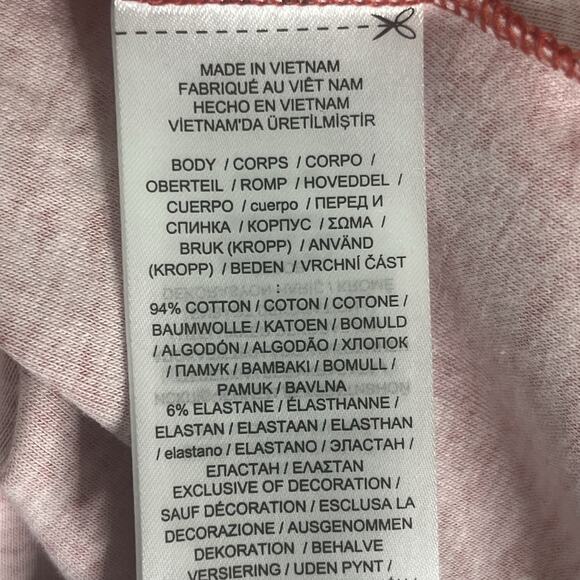 MADE IN VIETNAM
FABRIQUÉ AU VIÊT NAM
HECHO EN VIETNAM
VİETNAM'DA ÜRETİLMİŞTİR
BODY / CORPS / CORPO /
OBERTEIL / ROMP / HOVEDDEL /
CUERPO / cuerpo / ПЕРЕД И
СПИНКА / КОРПУС / ΣΩΜΑ /
BRUK (KROPP) / ANVÄND
(KROPP) / BEDEN / VRCHNÍ ČÁST
:
94% COTTON / COTON / COTONE /
BAUMWOLLE / KATOEN / BOMULD
/ ALGODÓN / ALGODÃO / ХЛОПОК
/ ПАМУК / BAMBAKI / BOMULL /
PAMUK / BAVLNA
6% ELASTANE / ÉLASTHANNE /
ELASTAN / ELASTAAN / ELASTHAN
/ elastano / ELASTANO / ЭЛАСТАН /
ЕЛАСТАН / ΕΛΑΣΤΑΝ
EXCLUSIVE OF DECORATION /
SAUF DÉCORATION / ESCLUSA LA
DECORAZIONE / AUSGENOMMEN
DEKORATION / BEHALVE
VERSIERING / UDEN PYNT /